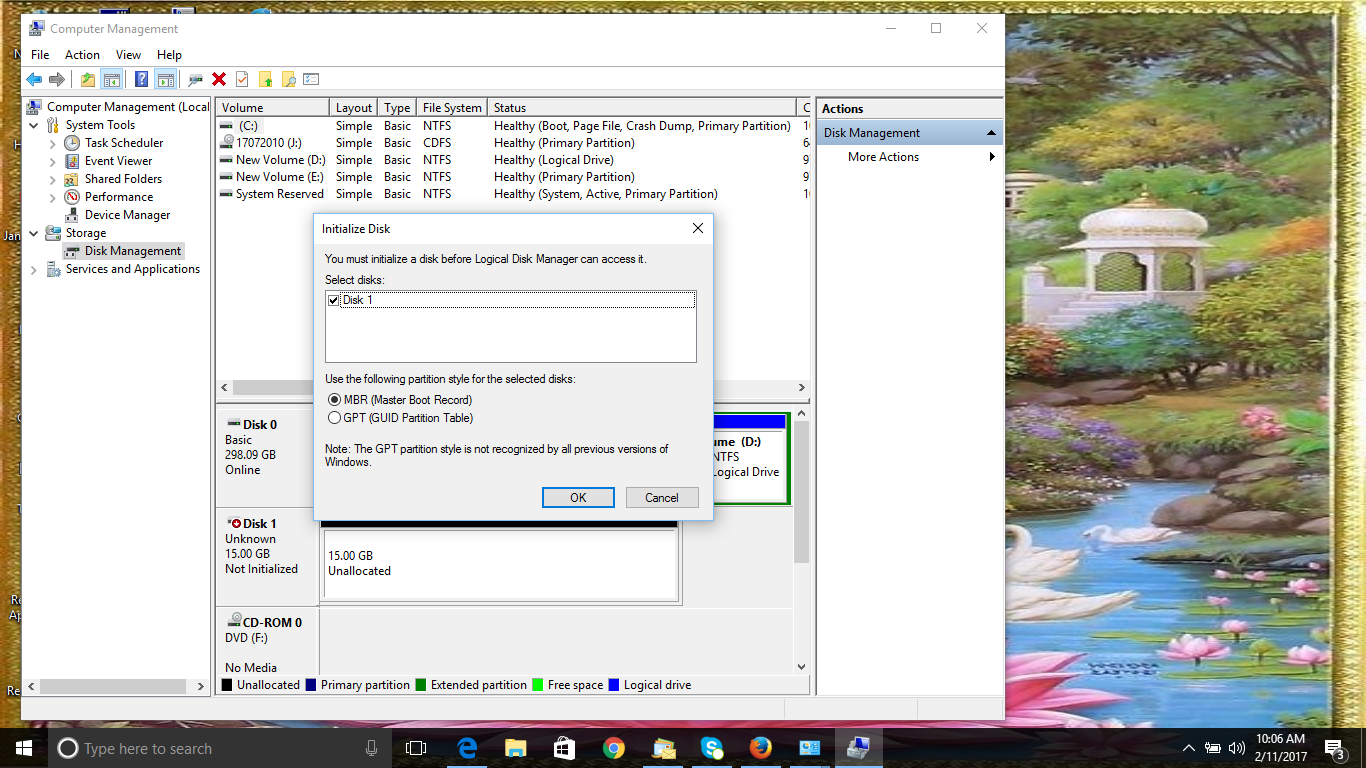 Computer Management
File Action View Help
Computer Management (Local
System Tools
Task Scheduler
Event Viewer
Shared Folders
Performance
Device Manager
Storage
Disk Management
Services and Applications
Volume Layout Type File System Status C
(C:) Simple Basic NTFS Healthy (Boot, Page File, Crash Dump, Primary Partition)
17072010 (J:) Simple Basic CDFS Healthy (Primary Partition)
New Volume (D:) Simple Basic NTFS Healthy (Logical Drive)
New Volume (E:) Simple Basic NTFS Healthy (Primary Partition)
System Reserved Simple Basic NTFS Healthy (System, Active, Primary Partition)
Actions
Disk Management
More Actions
Initialize Disk
You must initialize a disk before Logical Disk Manager can access it.
Select disks:
Disk 1
Use the following partition style for the selected disks:
MBR (Master Boot Record)
GPT (GUID Partition Table)
Note: The GPT partition style is not recognized by all previous versions of
Windows.
OK Cancel
Disk 0
Basic
298.09 GB
Online
ume (D:)
NTFS
Logical Drive
Disk 1
Unknown
15.00 GB
Not Initialized
15.00 GB
Unallocated
CD-ROM 0
DVD (F:)
No Media
Unallocated Primary partition Extended partition Free space Logical drive
Jan
Re
Ap
Re
Type here to search
10:06 AM
2/11/2017
3